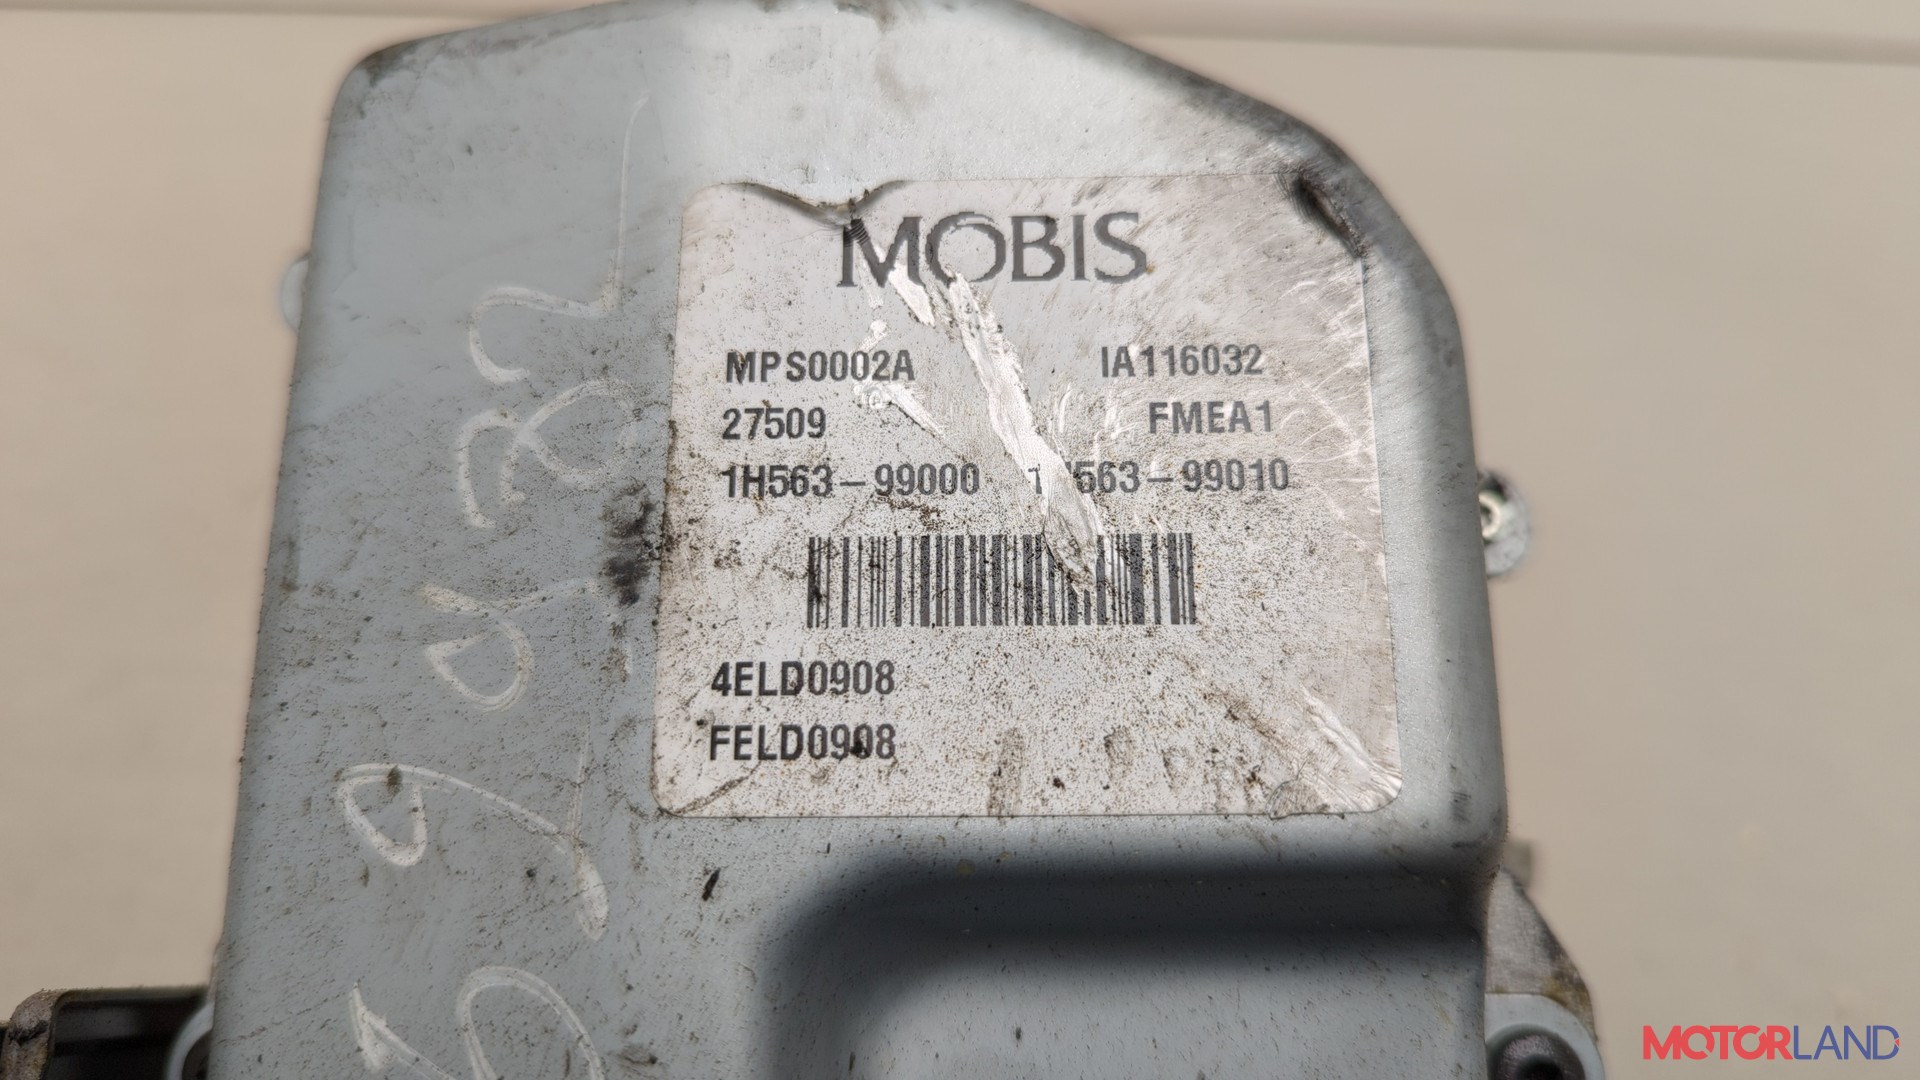 MOBIS
MPS0002A IA116032
27509 FMEA1
1H563-99000 563-99010
4ELD0908
FELD0908
MOTORLAND